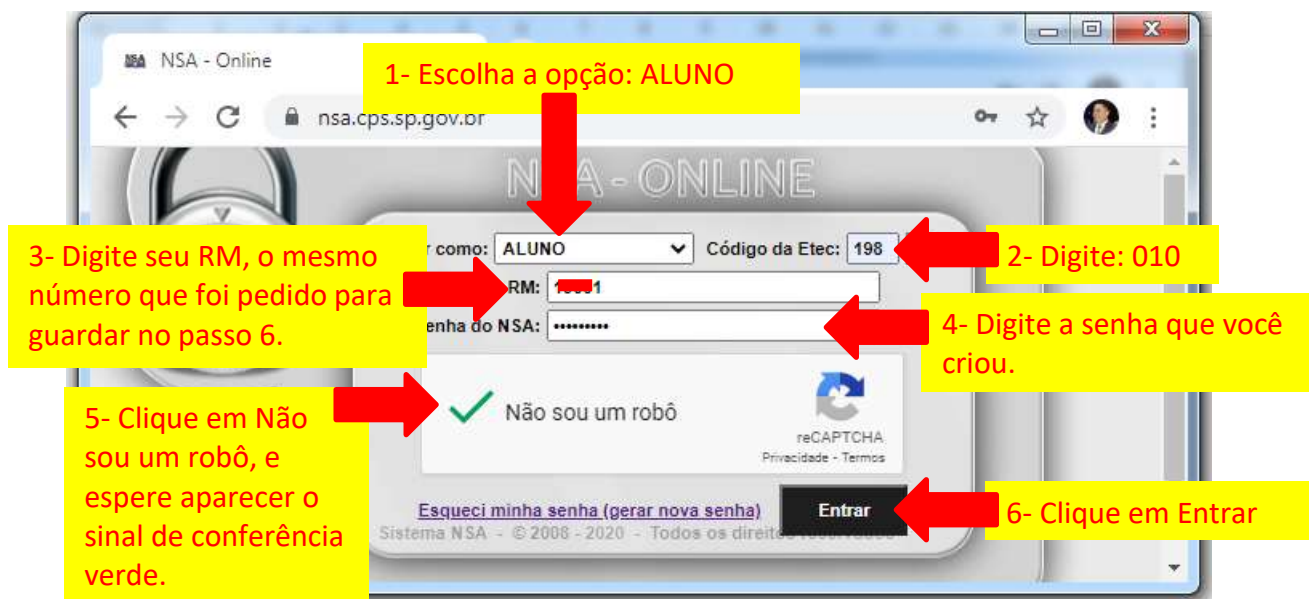 NSA - Online
1- Escolha a opção: ALUNO
nsa.cps.sp.gov.br
- ONLINE
como: ALUNO
Código da Etec: 198
2- Digite: 010
3- Digite seu RM, o mesmo
número que foi pedido para
guardar no passo 6.
RM:
do NSA: •••••••••
4- Digite a senha que você
criou.
5- Clique em Não
sou um robô, e
espere aparecer o
sinal de conferência
verde.
Não sou um robô
reCAPTCHA
Privacidade - Termos
Esqueci minha senha (gerar nova senha)
Entrar
6- Clique em Entrar
Sistema NSA - © 2008 - 2020 - Todos os